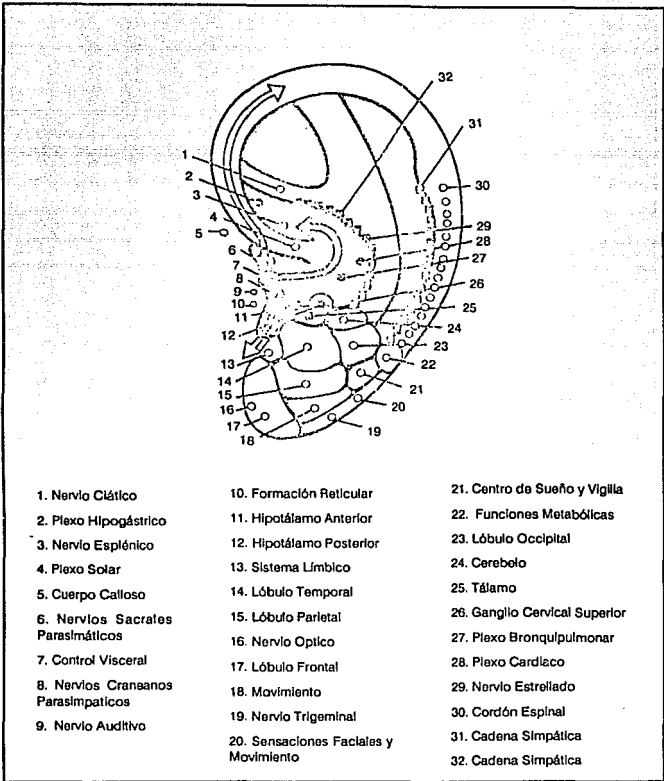 32
31
1
2
30
3
4
5
29
28
6
27
7
8
9
26
10
11
25
12
24
13
23
14
22
15
21
16
20
17
18
19
1. Nervio Ciático
2. Plexo Hipogástrico
3. Nervio Esplénico
4. Plexo Solar
5. Cuerpo Calloso
6. Nervios Sacrales
Parasimáticos
7. Control Visceral
8. Nervios Craneanos
Parasimpaticos
9. Nervio Auditivo
10. Formación Reticular
11. Hipotálamo Anterior
12. Hipotálamo Posterior
13. Sistema Límbico
14. Lóbulo Temporal
15. Lóbulo Parietal
16. Nervio Optico
17. Lóbulo Frontal
18. Movimiento
19. Nervio Trigeminal
20. Sensaciones Faciales y
Movimiento
21. Centro de Sueño y Vigilia
22. Funciones Metabólicas
23. Lóbulo Occipital
24. Cerebelo
25. Tálamo
26. Ganglio Cervical Superior
27. Plexo Bronquipulmonar
28. Plexo Cardiaco
29. Nervio Estrellado
30. Cordón Espinal
31. Cadena Simpática
32. Cadena Simpática